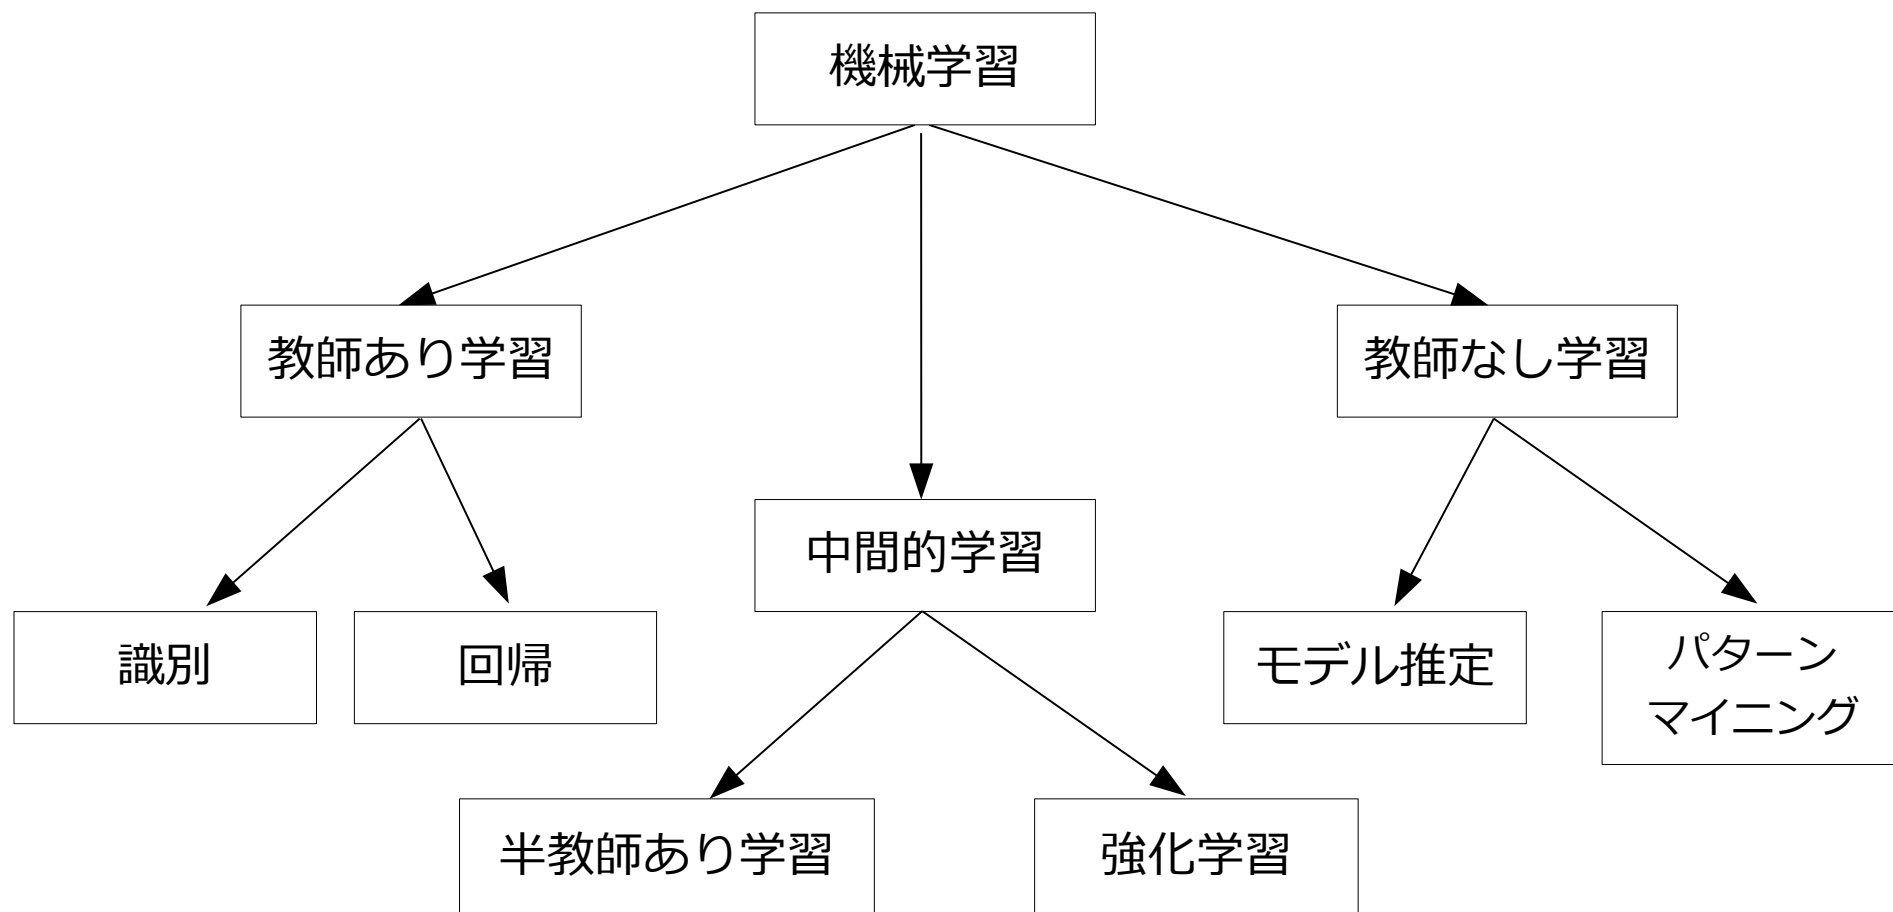 機械学習
教師あり学習
教師なし学習
中間的学習
識別
回帰
モデル推定
パターン
マイニング
半教師あり学習
強化学習